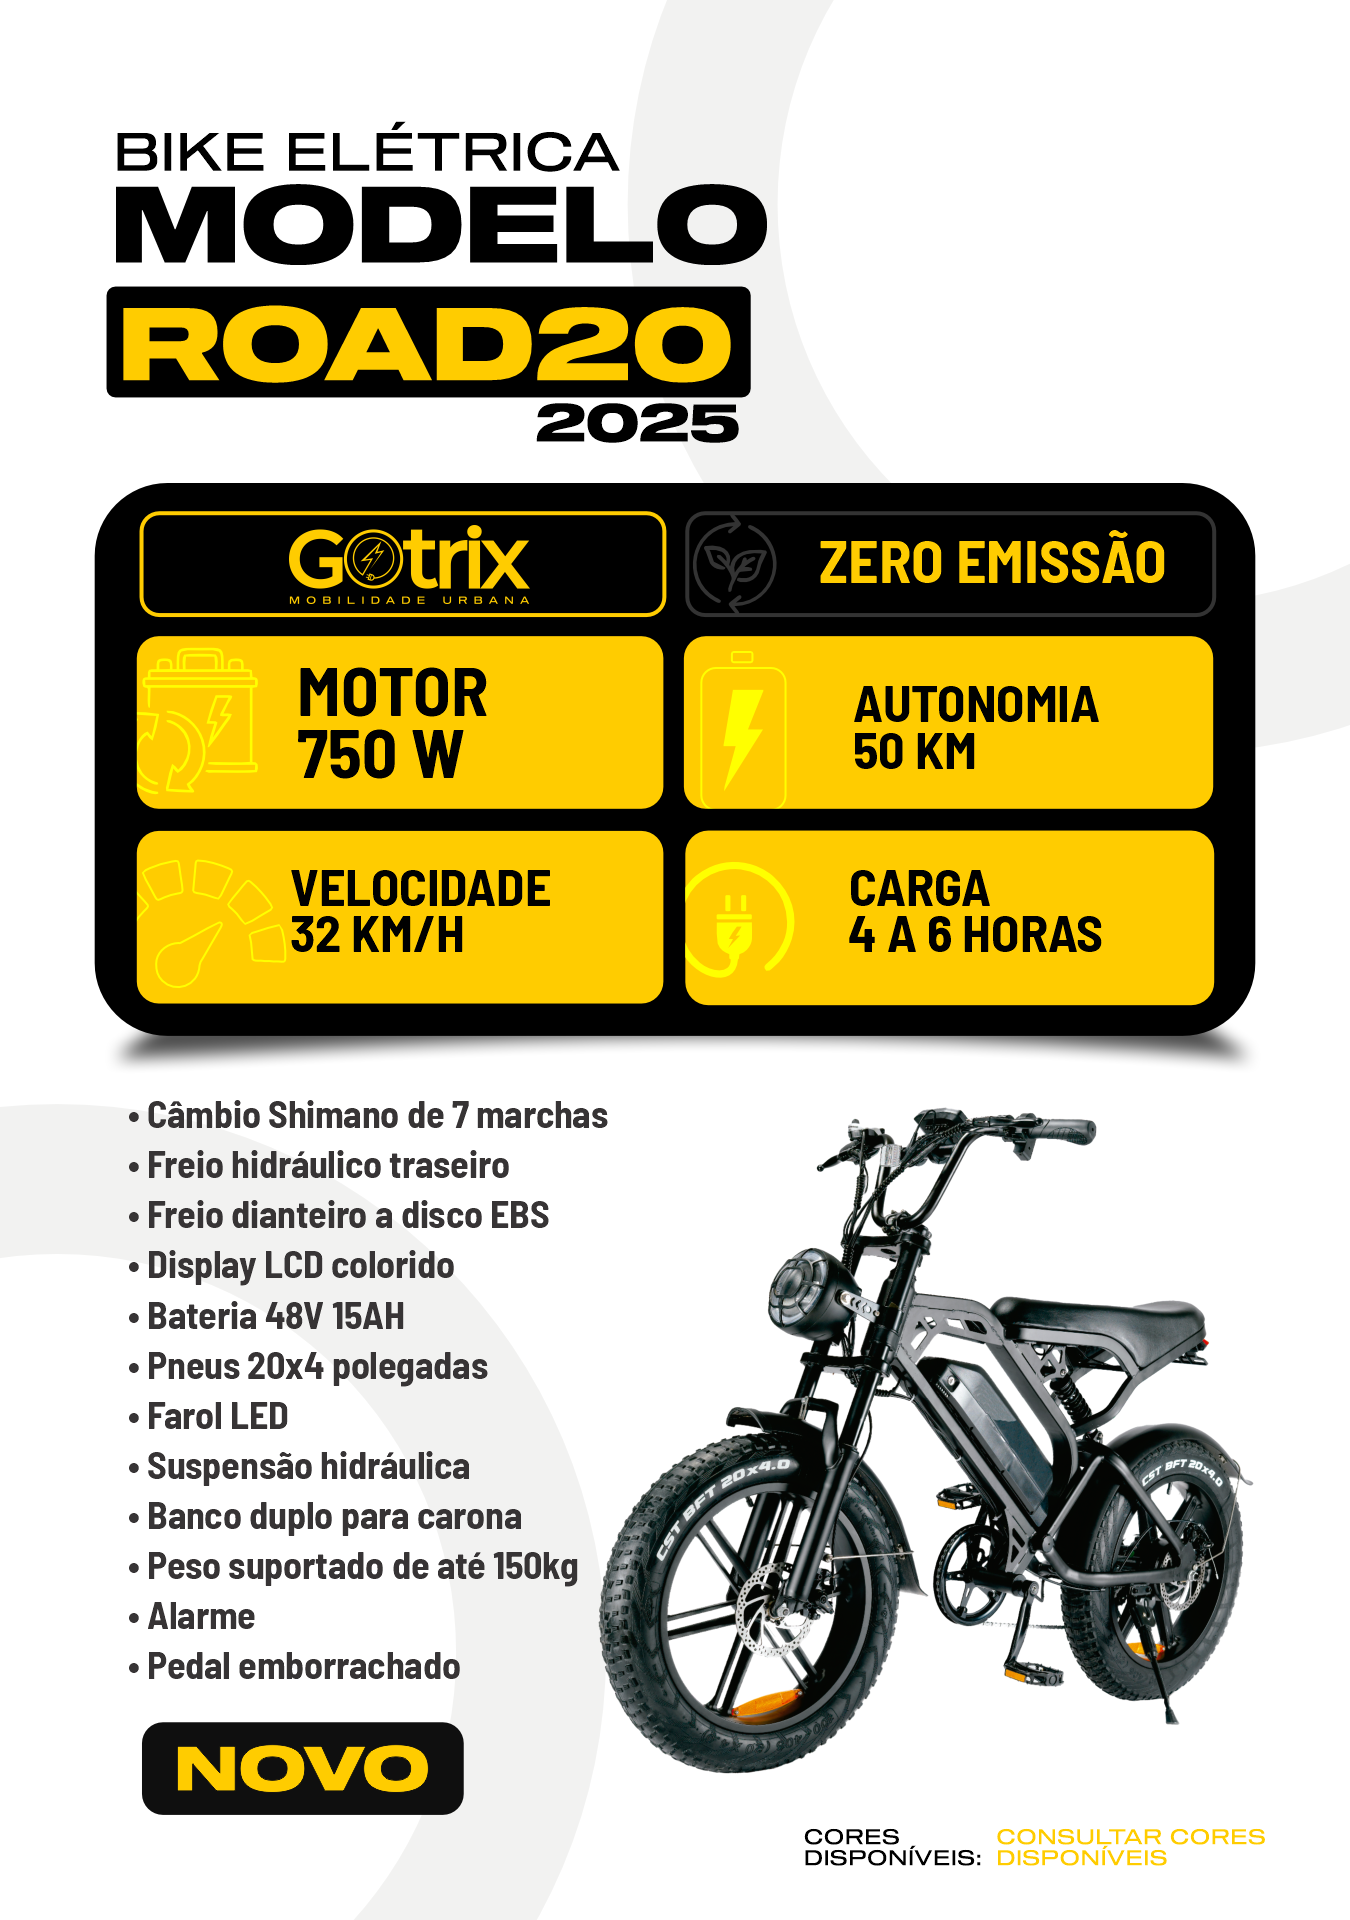 BIKE ELÉTRICA
MODELO
ROAD20
2025
GOtrix
MOBILIDADE URBANA
ZERO EMISSÃO
MOTOR
750 W
AUTONOMIA
50 KM
VELOCIDADE
32 KM/H
CARGA
4 A 6 HORAS
• Câmbio Shimano de 7 marchas
• Freio hidráulico traseiro
• Freio dianteiro a disco EBS
• Display LCD colorido
• Bateria 48V 15AH
• Pneus 20x4 polegadas
• Farol LED
• Suspensão hidráulica
• Banco duplo para carona
• Peso suportado de até 150kg
• Alarme
• Pedal emborrachado
CST BFT 20x4.0
CST BFT 20x4.0
NOVO
CORES
DISPONÍVEIS:
CONSULTAR CORES
DISPONÍVEIS